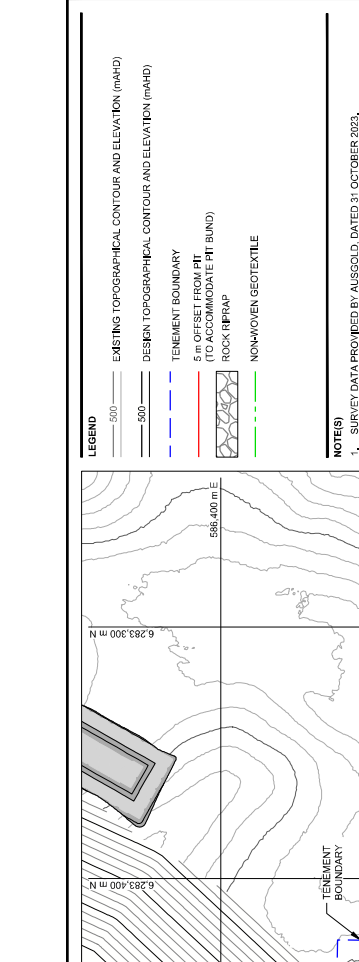 LEGEND
500 EXISTING TOPOGRAPHICAL CONTOUR AND ELEVATION (mAHD)
500 DESIGN TOPOGRAPHICAL CONTOUR AND ELEVATION (mAHD)
TENEMENT BOUNDARY
5 m OFFSET FROM PIT
(TO ACCOMMODATE PIT BUND)
ROCK RIPRAP
NON-WOVEN GEOTEXTILE
NOTE(S)
1. SURVEY DATA PROVIDED BY AUSGOLD, DATED 31 OCTOBER 2023.
586,400 m E
6,283,300 m N
6,283,400 m N
TENEMENT
BOUNDARY